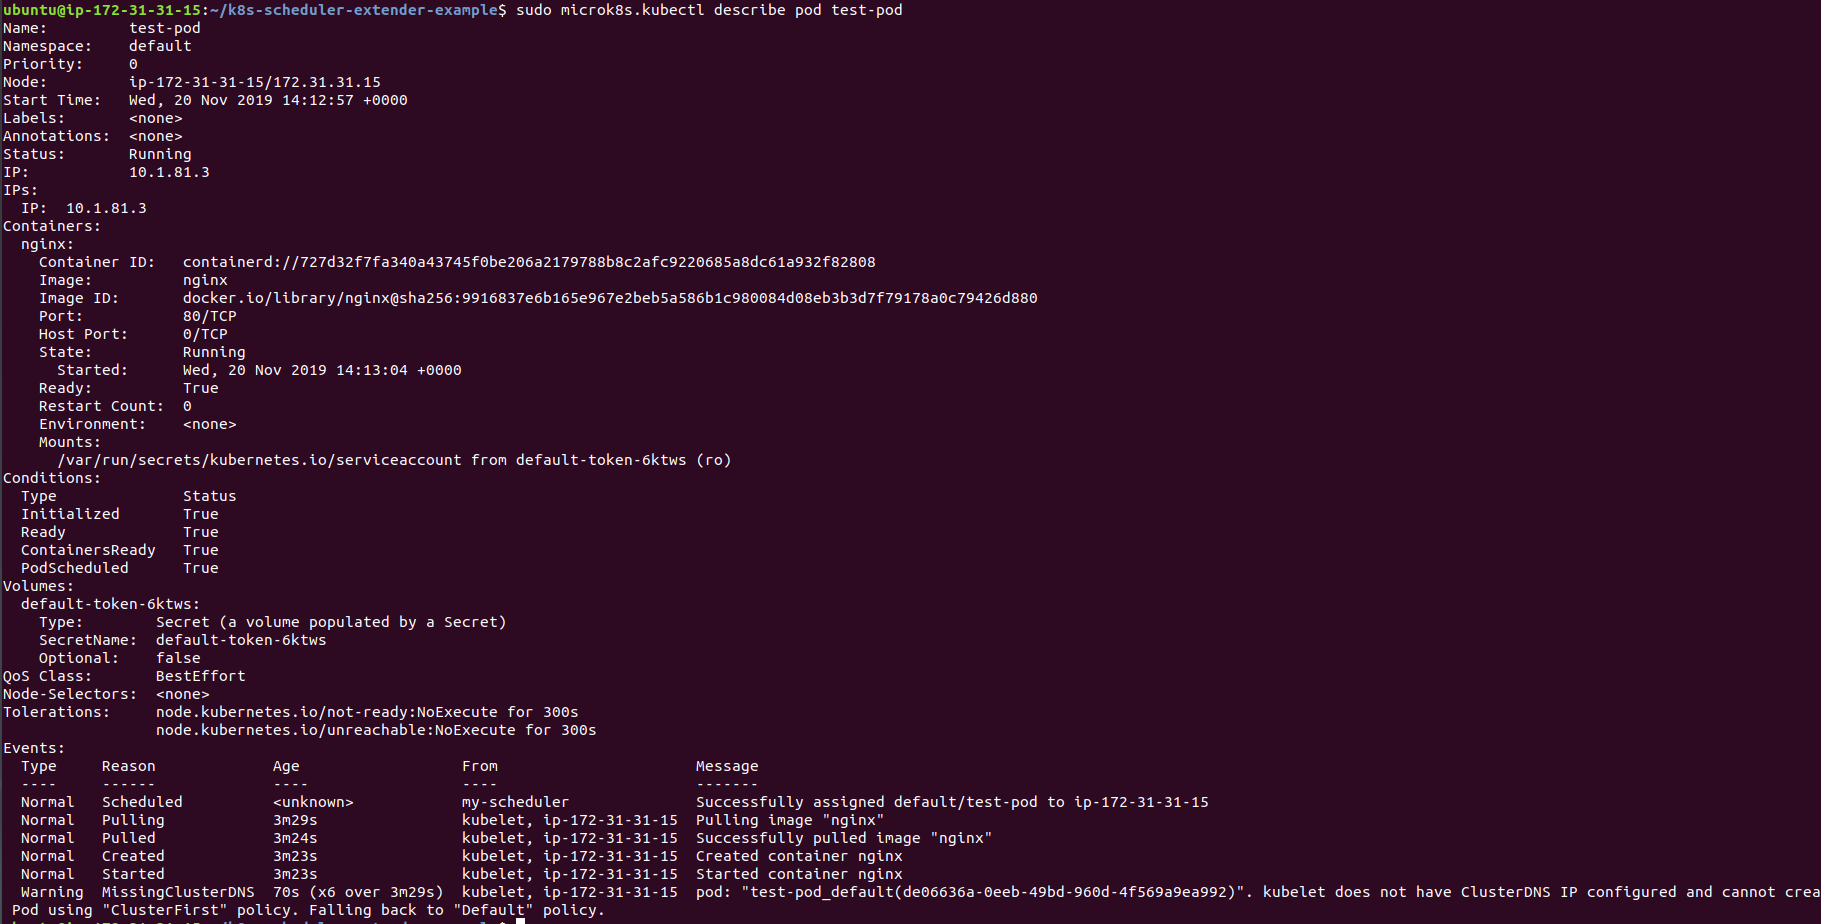 ubuntu@ip-172-31-31-15:~/k8s-scheduler-extender-example$ sudo microk8s.kubectl describe pod test-pod
Name:         test-pod
Namespace:    default
Priority:     0
Node:         ip-172-31-31-15/172.31.31.15
Start Time:   Wed, 20 Nov 2019 14:12:57 +0000
Labels:       <none>
Annotations:  <none>
Status:       Running
IP:           10.1.81.3
IPs:
  IP:  10.1.81.3
Containers:
  nginx:
    Container ID:   containerd://727d32f7fa340a43745f0be206a2179788b8c2afc9220685a8dc61a932f82808
    Image:          nginx
    Image ID:       docker.io/library/nginx@sha256:9916837e6b165e967e2beb5a586b1c980084d08eb3b3d7f79178a0c79426d880
    Port:           80/TCP
    Host Port:      0/TCP
    State:          Running
      Started:      Wed, 20 Nov 2019 14:13:04 +0000
    Ready:          True
    Restart Count:  0
    Environment:    <none>
    Mounts:
      /var/run/secrets/kubernetes.io/serviceaccount from default-token-6ktws (ro)
Conditions:
  Type              Status
  Initialized       True
  Ready             True
  ContainersReady   True
  PodScheduled      True
Volumes:
  default-token-6ktws:
    Type:        Secret (a volume populated by a Secret)
    SecretName:  default-token-6ktws
    Optional:    false
QoS Class:       BestEffort
Node-Selectors:  <none>
Tolerations:     node.kubernetes.io/not-ready:NoExecute for 300s
                 node.kubernetes.io/unreachable:NoExecute for 300s
Events:
  Type     Reason             Age                  From                      Message
  ----     ------             ----                 ----                      -------
  Normal   Scheduled          <unknown>            my-scheduler              Successfully assigned default/test-pod to ip-172-31-31-15
  Normal   Pulling            3m29s                kubelet, ip-172-31-31-15  Pulling image "nginx"
  Normal   Pulled             3m24s                kubelet, ip-172-31-31-15  Successfully pulled image "nginx"
  Normal   Created            3m23s                kubelet, ip-172-31-31-15  Created container nginx
  Normal   Started            3m23s                kubelet, ip-172-31-31-15  Started container nginx
  Warning  MissingClusterDNS  70s (x6 over 3m29s)  kubelet, ip-172-31-31-15  pod: "test-pod_default(de06636a-0eeb-49bd-960d-4f569a9ea992)". kubelet does not have ClusterDNS IP configured and cannot crea
 Pod using "ClusterFirst" policy. Falling back to "Default" policy.
ubuntu@ip-172-31-31-15:~/k8s-scheduler-extender-example$